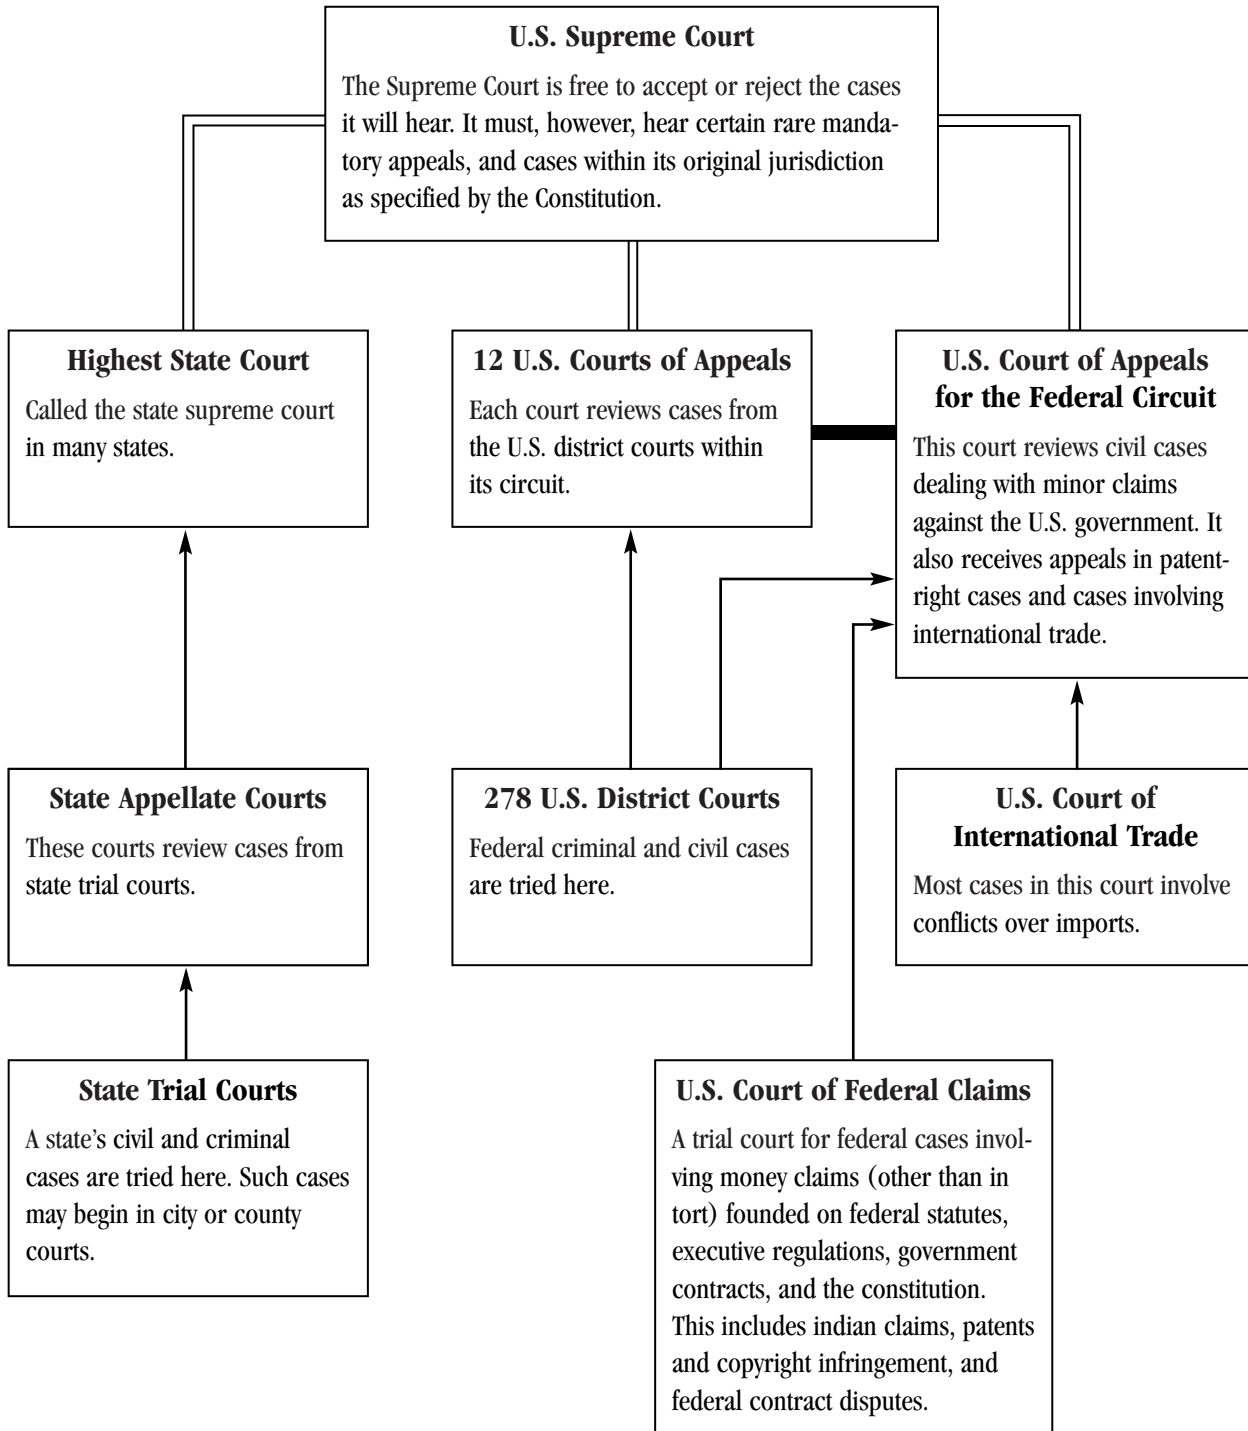 U.S. Supreme Court
The Supreme Court is free to accept or reject the cases
it will hear. It must, however, hear certain rare manda-
tory appeals, and cases within its original jurisdiction
as specified by the Constitution.
Highest State Court
Called the state supreme court
in many states.
12 U.S. Courts of Appeals
Each court reviews cases from
the U.S. district courts within
its circuit.
U.S. Court of Appeals
for the Federal Circuit
This court reviews civil cases
dealing with minor claims
against the U.S. government. It
also receives appeals in patent-
right cases and cases involving
international trade.
State Appellate Courts
These courts review cases from
state trial courts.
278 U.S. District Courts
Federal criminal and civil cases
are tried here.
U.S. Court of
International Trade
Most cases in this court involve
conflicts over imports.
State Trial Courts
A state's civil and criminal
cases are tried here. Such cases
may begin in city or county
courts.
U.S. Court of Federal Claims
A trial court for federal cases invol-
ving money claims (other than in
tort) founded on federal statutes,
executive regulations, government
contracts, and the constitution.
This includes indian claims, patents
and copyright infringement, and
federal contract disputes.